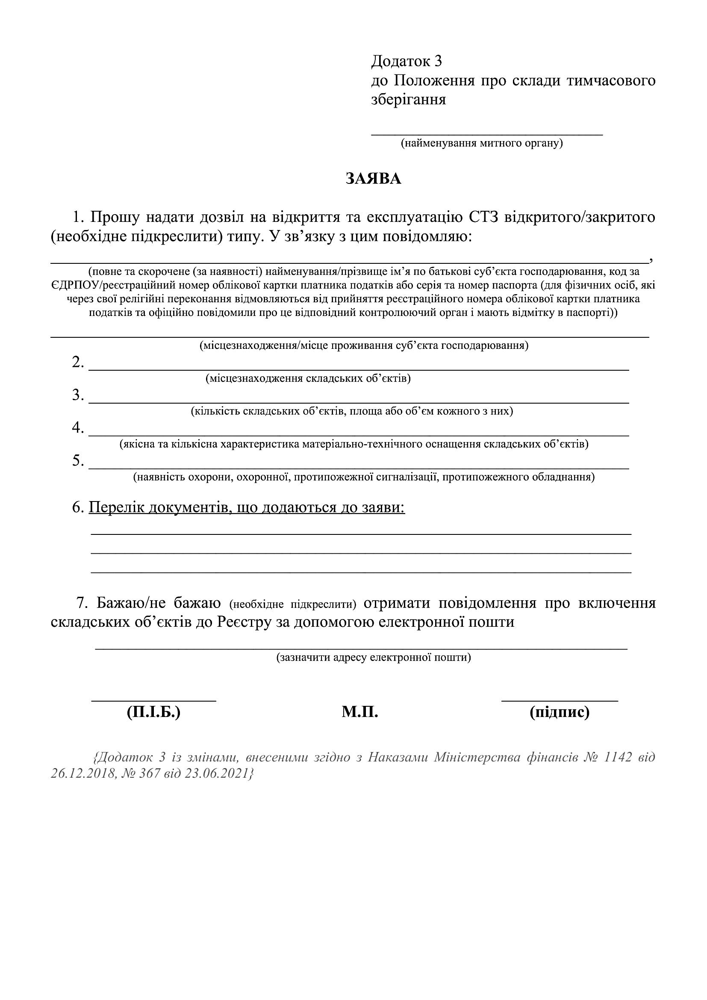 Додаток 3
до Положення про склади тимчасового
зберігання
(найменування митного органу)
ЗАЯВА
1. Прошу надати дозвіл на відкриття та експлуатацію СТЗ відкритого/закритого
(необхідне підкреслити) типу. У зв’язку з цим повідомляю:
,
(повне та скорочене (за наявності) найменування/прізвище ім’я по батькові суб’єкта господарювання, код за
ЄДРПОУ/реєстраційний номер облікової картки платника податків або серія та номер паспорта (для фізичних осіб, які
через свої релігійні переконання відмовляються від прийняття реєстраційного номера облікової картки платника
податків та офіційно повідомили про це відповідний контролюючий орган і мають відмітку в паспорті))
(місцезнаходження/місце проживання суб’єкта господарювання)
2.
(місцезнаходження складських об’єктів)
3.
(кількість складських об’єктів, площа або об’єм кожного з них)
4.
(якісна та кількісна характеристика матеріально-технічного оснащення складських об’єктів)
5.
(наявність охорони, охоронної, протипожежної сигналізації, протипожежного обладнання)
6. Перелік документів, що додаються до заяви:
7. Бажаю/не бажаю (необхідне підкреслити) отримати повідомлення про включення
складських об’єктів до Реєстру за допомогою електронної пошти
(зазначити адресу електронної пошти)
(П.І.Б.) М.П. (підпис)
{Додаток 3 із змінами, внесеними згідно з Наказами Міністерства фінансів № 1142 від
26.12.2018, № 367 від 23.06.2021}